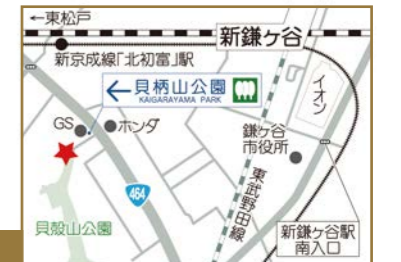 ←東松戸
新鎌ヶ谷
新京成線「北初富」駅
←貝柄山公園
KAIGARAYAMA PARK
イオン
GS
ホンダ
鎌ヶ谷
市役所
東武野田線
464
貝殻山公園
新鎌ヶ谷駅
南入口